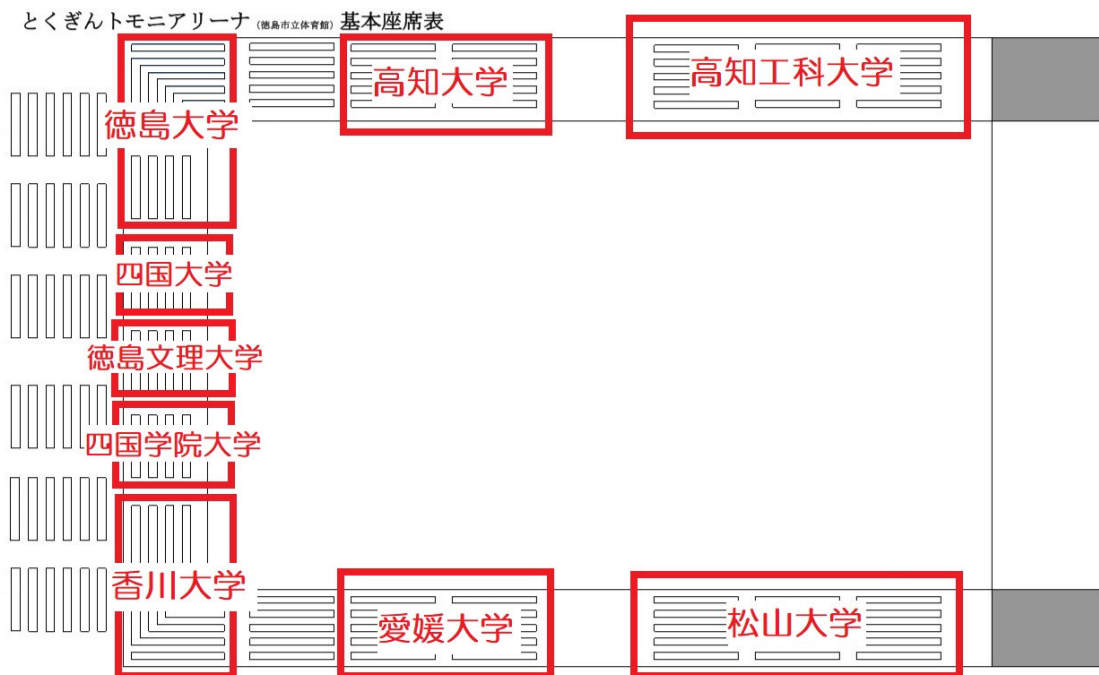 とくぎんトモニアリーナ(徳島市立体育館)基本座席表
高知大学
高知工科大学
徳島大学
四国大学
徳島文理大学
四国学院大学
香川大学
愛媛大学
松山大学